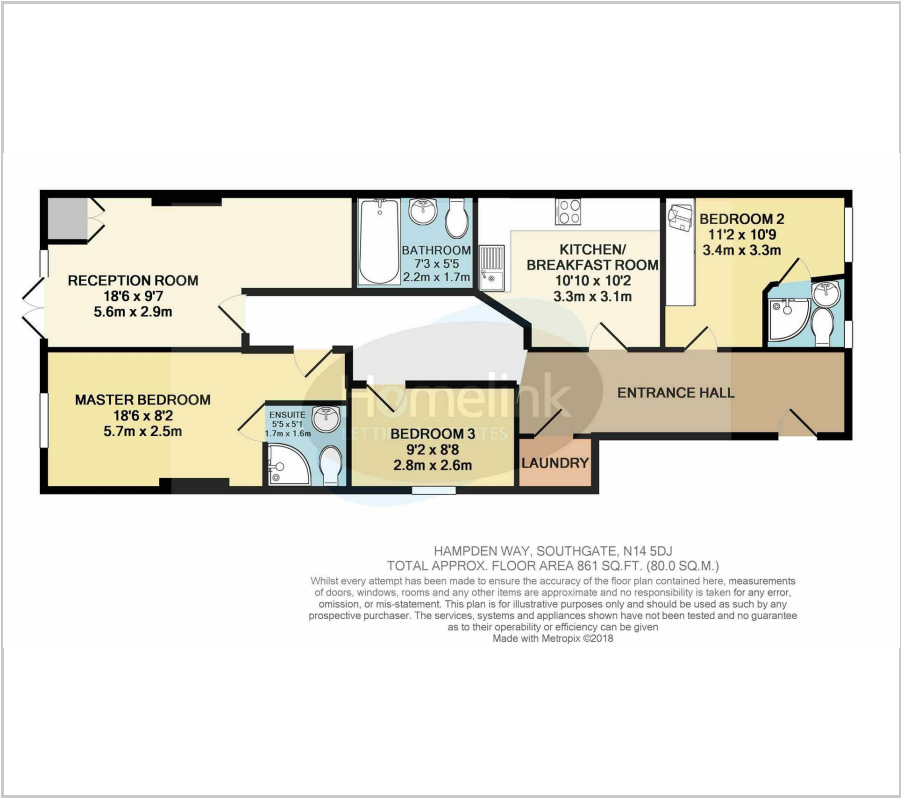 RECEPTION ROOM
18'6 x 9'7
5.6m x 2.9m
BATHROOM
7'3 x 5'5
2.2m x 1.7m
KITCHEN/
BREAKFAST ROOM
10'10 x 10'2
3.3m x 3.1m
BEDROOM 2
11'2 x 10'9
3.4m x 3.3m
MASTER BEDROOM
18'6 x 8'2
5.7m x 2.5m
ENSUITE
5'5 x 5'1
1.7m x 1.6m
Homelink
BEDROOM 3
9'2 x 8'8
2.8m x 2.6m
ENTRANCE HALL
LAUNDRY
HAMPDEN WAY, SOUTHGATE, N14 5DJ
TOTAL APPROX. FLOOR AREA 861 SQ.FT. (80.0 SQ.M.)
Whilst every attempt has been made to ensure the accuracy of the floor plan contained here, measurements
of doors, windows, rooms and any other items are approximate and no responsibility is taken for any error,
omission, or mis-statement. This plan is for illustrative purposes only and should be used as such by any
prospective purchaser. The services, systems and appliances shown have not been tested and no guarantee
as to their operability or efficiency can be given
Made with Metropix ©2018